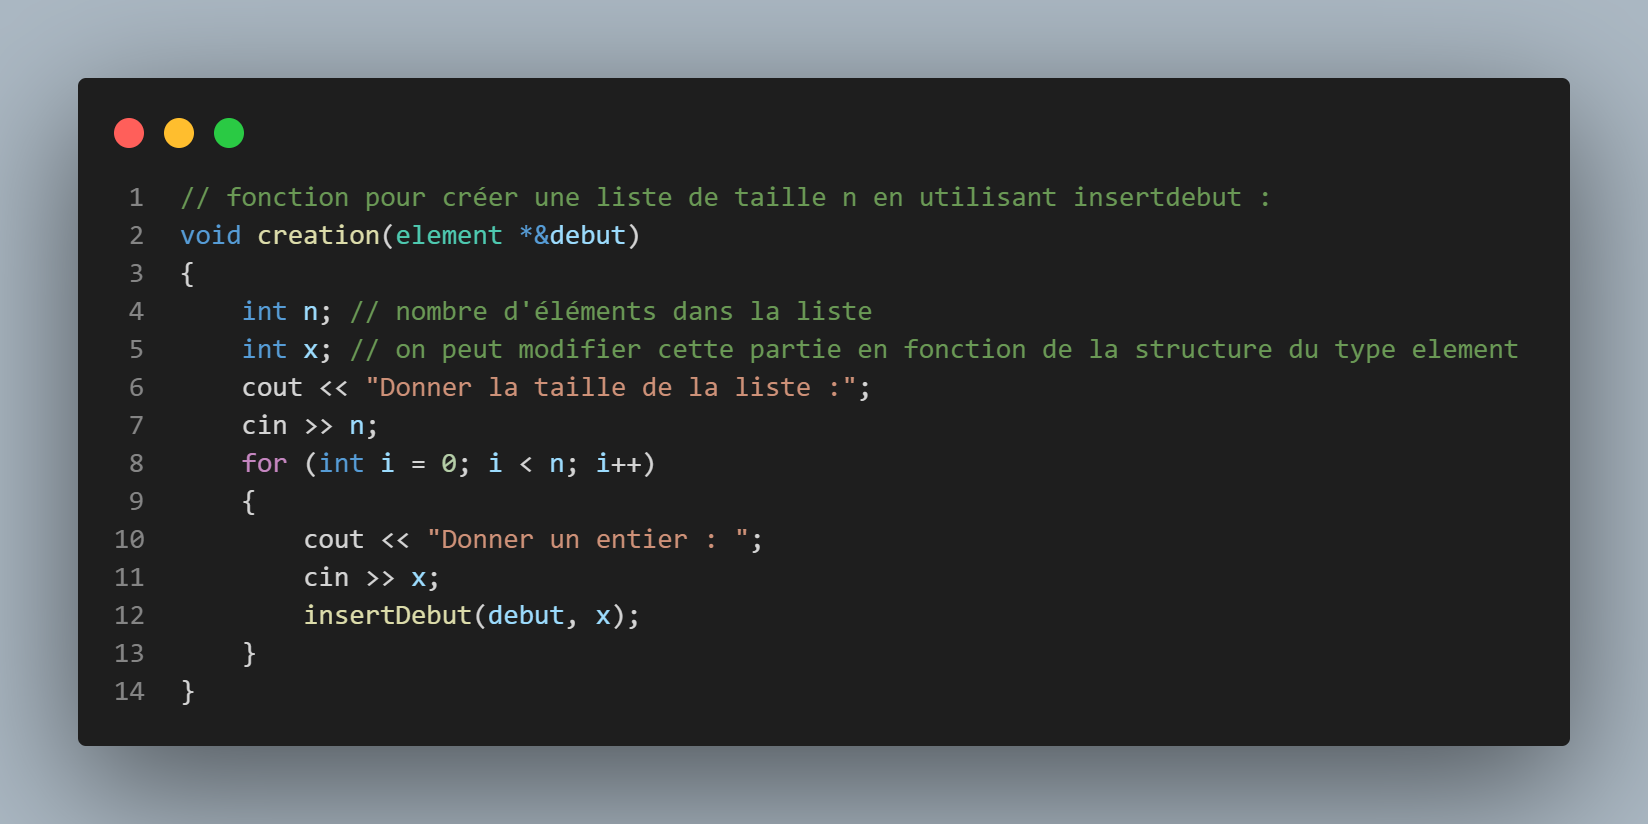 1 // fonction pour créer une liste de taille n en utilisant insertdebut :
2 void creation(element *&debut)
3 {
4     int n; // nombre d'éléments dans la liste
5     int x; // on peut modifier cette partie en fonction de la structure du type element
6     cout << "Donner la taille de la liste :";
7     cin >> n;
8     for (int i = 0; i < n; i++)
9     {
10         cout << "Donner un entier : ";
11         cin >> x;
12         insertDebut(debut, x);
13     }
14 }